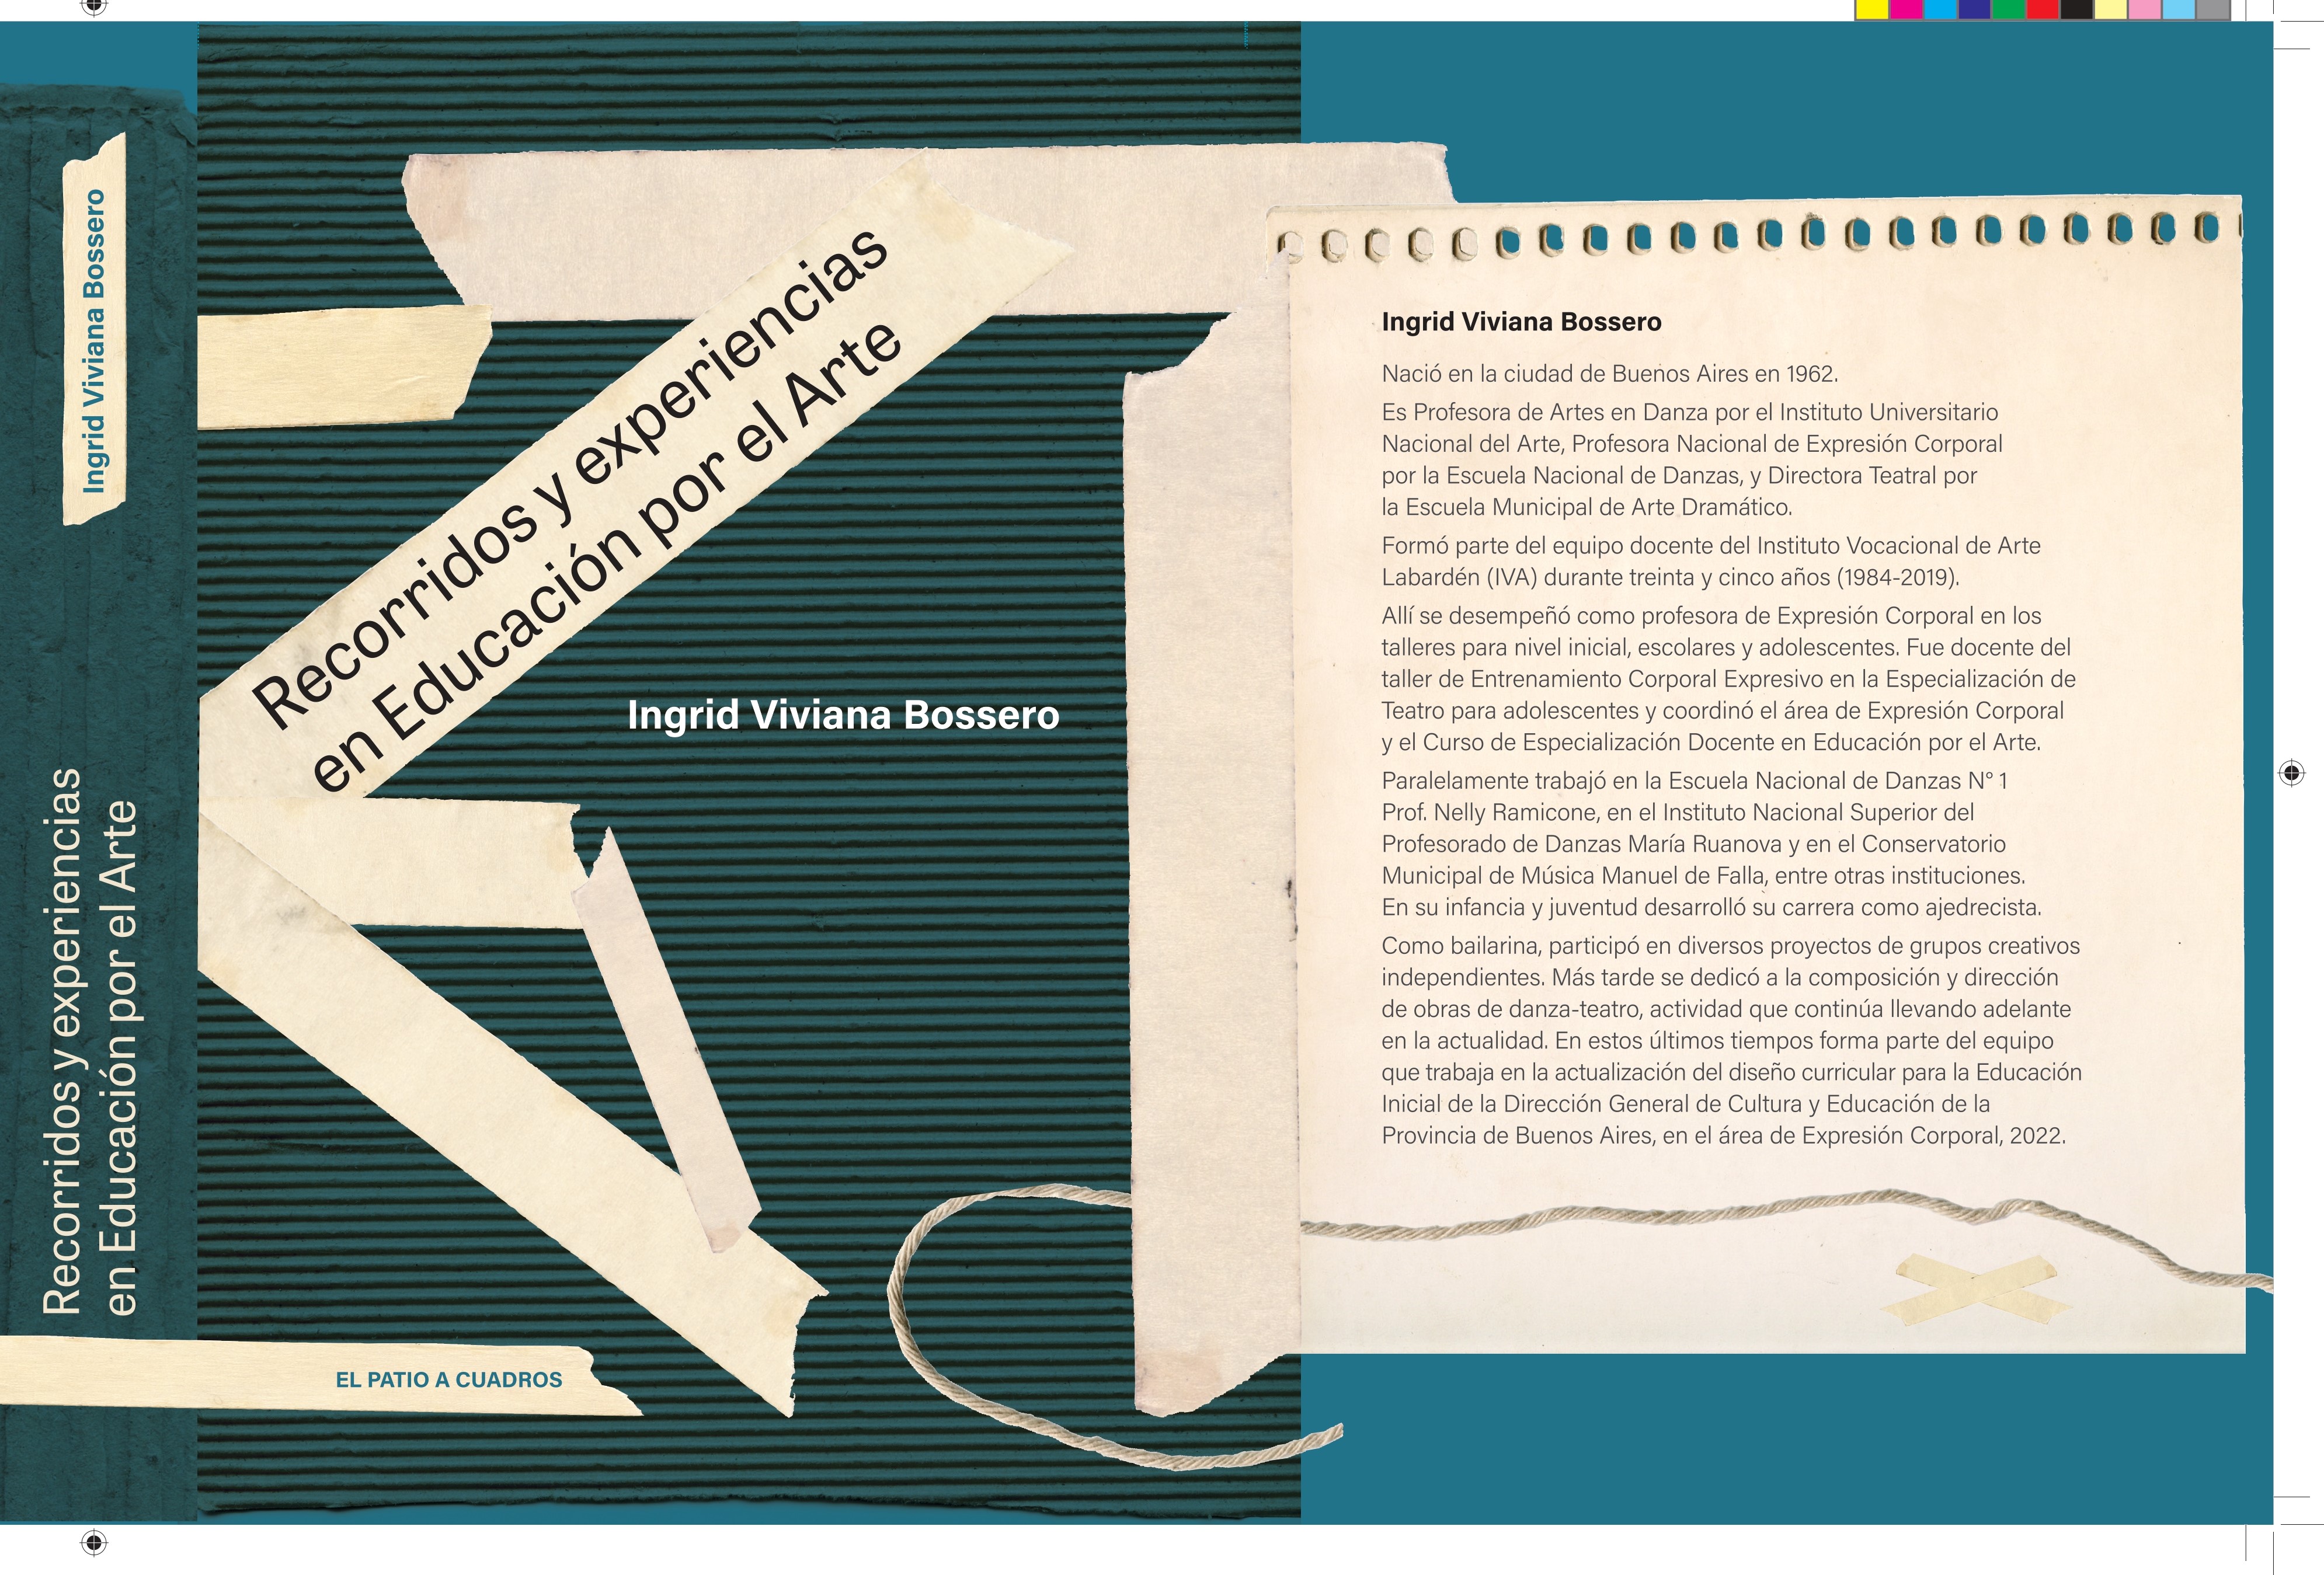 Ingrid Viviana Bossero
Recorridos y experiencias
en Educación por el Arte
Recorridos y experiencias
en Educación por el Arte
Ingrid Viviana Bossero
EL PATIO A CUADROS
Ingrid Viviana Bossero
Nació en la ciudad de Buenos Aires en 1962.
Es Profesora de Artes en Danza por el Instituto Universitario
Nacional del Arte, Profesora Nacional de Expresión Corporal
por la Escuela Nacional de Danzas, y Directora Teatral por
la Escuela Municipal de Arte Dramático.
Formó parte del equipo docente del Instituto Vocacional de Arte
Labardén (IVA) durante treinta y cinco años (1984-2019).
Allí se desempeñó como profesora de Expresión Corporal en los
talleres para nivel inicial, escolares y adolescentes. Fue docente del
taller de Entrenamiento Corporal Expresivo en la Especialización de
Teatro para adolescentes y coordinó el área de Expresión Corporal
y el Curso de Especialización Docente en Educación por el Arte.
Paralelamente trabajó en la Escuela Nacional de Danzas N° 1
Prof. Nelly Ramicone, en el Instituto Nacional Superior del
Profesorado de Danzas María Ruanova y en el Conservatorio
Municipal de Música Manuel de Falla, entre otras instituciones.
En su infancia y juventud desarrolló su carrera como ajedrecista.
Como bailarina, participó en diversos proyectos de grupos creativos
independientes. Más tarde se dedicó a la composición y dirección
de obras de danza-teatro, actividad que continúa llevando adelante
en la actualidad. En estos últimos tiempos forma parte del equipo
que trabaja en la actualización del diseño curricular para la Educación
Inicial de la Dirección General de Cultura y Educación de la
Provincia de Buenos Aires, en el área de Expresión Corporal, 2022.